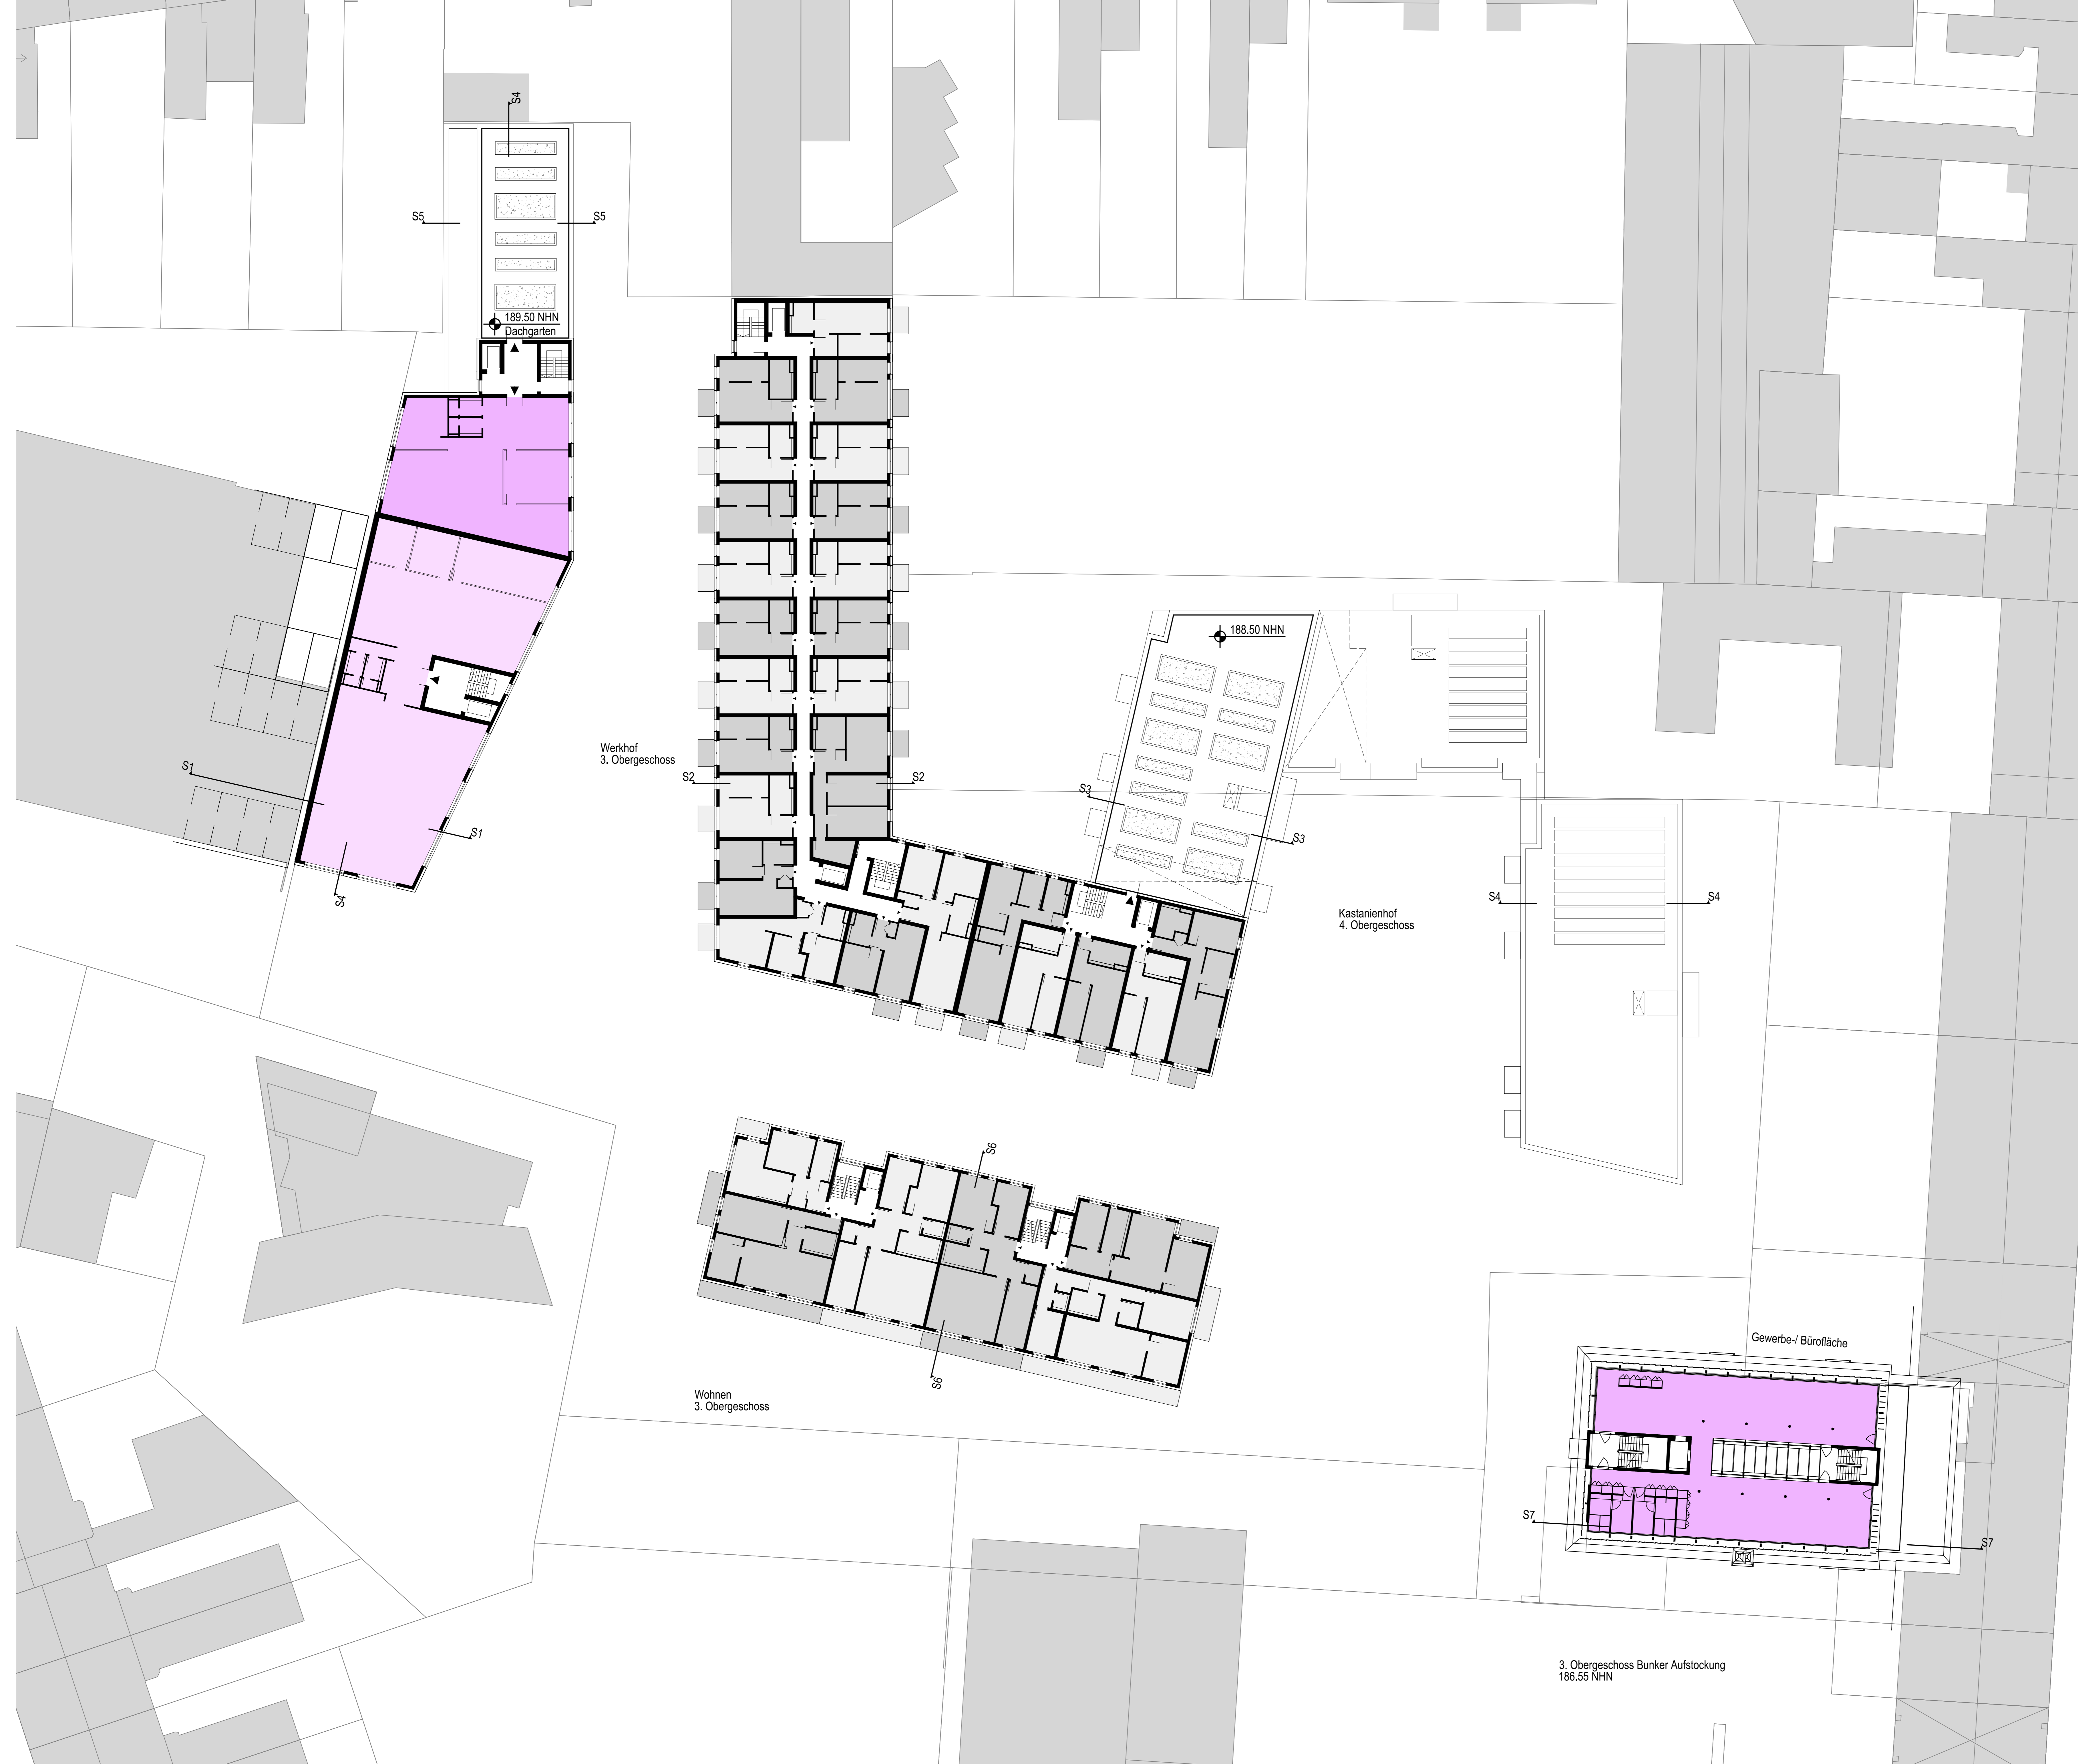 S4
S5
S5
189.50 NHN
Dachgarten
188.50 NHN
Werkhof
3. Obergeschoss
S1
S2
S2
S3
S1
S3
S4
Kastanienhof
4. Obergeschoss
S4
S4
S6
Gewerbe-/ Bürofläche
S6
Wohnen
3. Obergeschoss
S7
S7
3. Obergeschoss Bunker Aufstockung
186.55 NHN